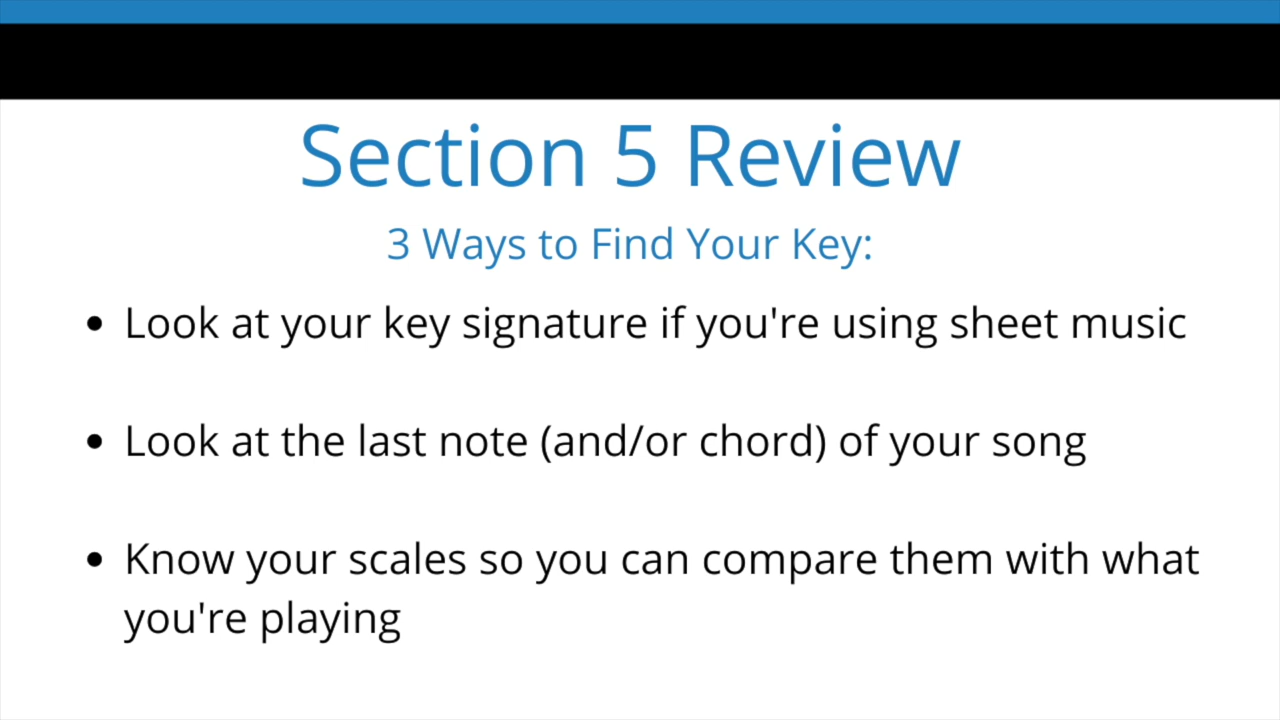 Section 5 Review
3 Ways to Find Your Key:
• Look at your key signature if you're using sheet music
• Look at the last note (and/or chord) of your song
• Know your scales so you can compare them with what
you're playing